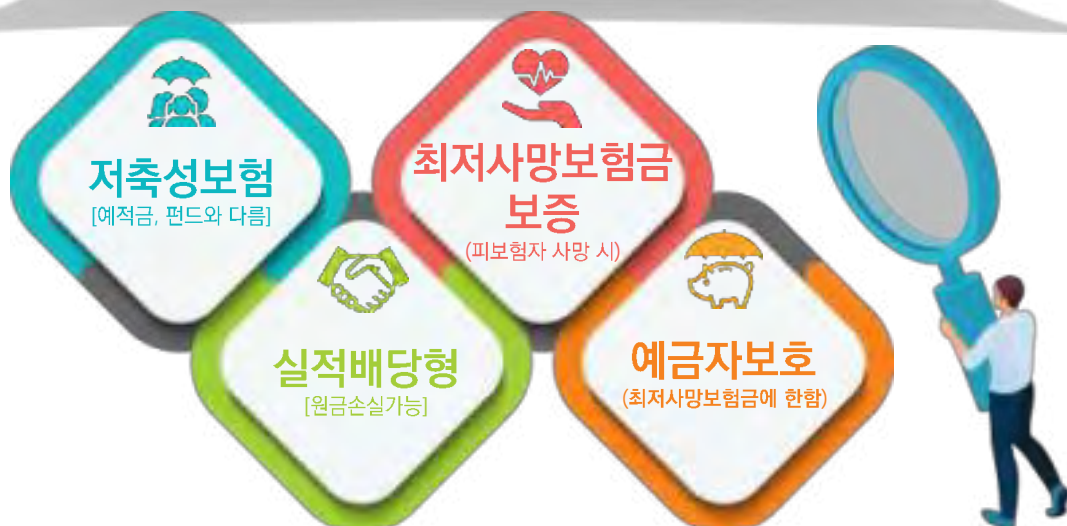 저축성보험
[예적금, 펀드와 다름]
최저사망보험금
보증
(피보험자 사망 시)
실적배당형
[원금손실가능]
예금자보호
(최저사망보험금에 한함)